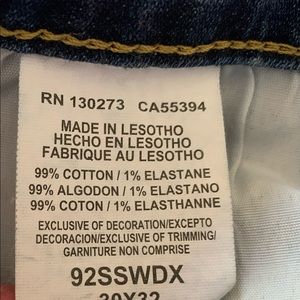 RN 130273 CA55394
MADE IN LESOTHO
HECHO EN LESOTHO
FABRIQUE AU LESOTHO
99% COTTON / 1% ELASTANE
99% ALGODON / 1% ELASTANO
99% COTON / 1% ELASTHANNE
EXCLUSIVE OF DECORATION/EXCEPTO
DECORACION/EXCLUSIVE OF TRIMMING/
GARNITURE NON COMPRISE
92SSWDX
30X32